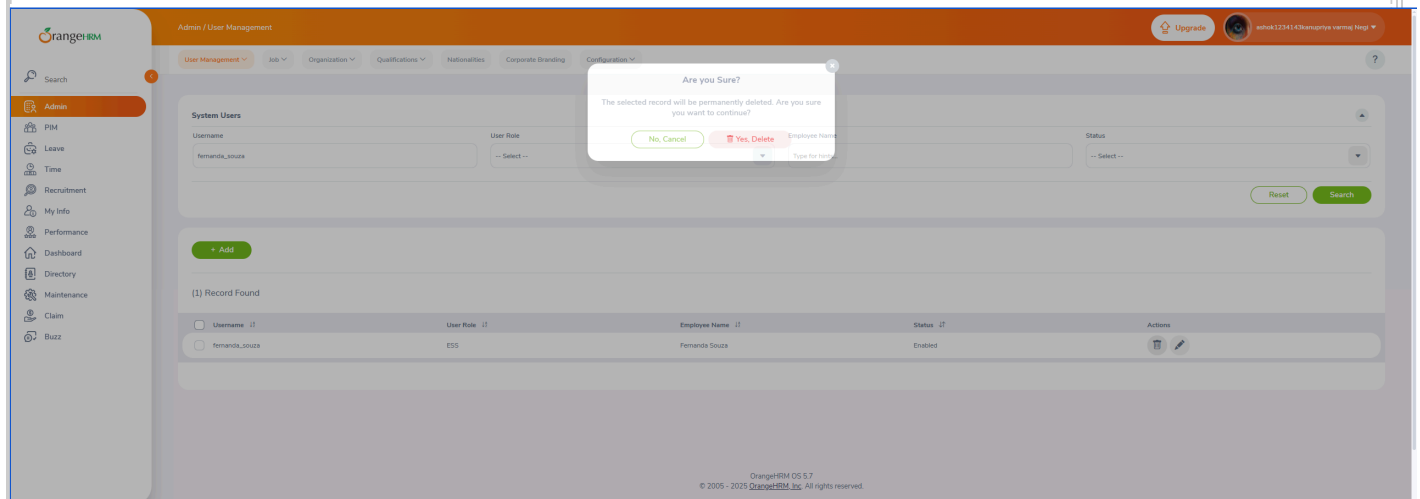 OrangeHRM
Admin / User Management
Upgrade
ashok1234143kanupriya varmaj Negi
User Management
Job
Organization
Qualifications
Nationalities
Corporate Branding
Configuration
?
Search
Admin
PIM
Leave
Time
Recruitment
My Info
Performance
Dashboard
Directory
Maintenance
Claim
Buzz
Are you Sure?
The selected record will be permanently deleted. Are you sure
you want to continue?
No, Cancel
Yes, Delete
System Users
Username
User Role
Employee Name
Status
fernanda_souza
-- Select --
Type for hints...
-- Select --
Reset
Search
+ Add
(1) Record Found
Username
User Role
Employee Name
Status
Actions
fernanda_souza
ESS
Fernanda Souza
Enabled
OrangeHRM OS 5.7
© 2005 - 2025 OrangeHRM, Inc. All rights reserved.